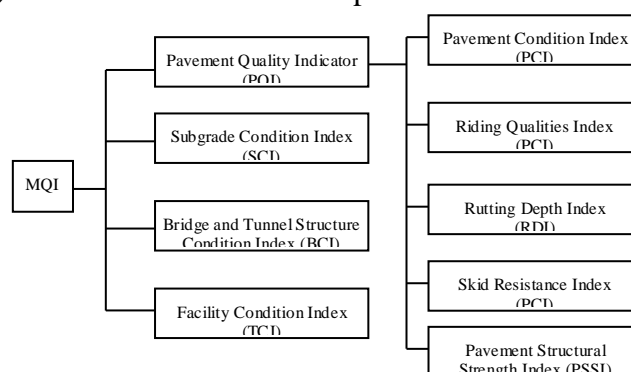 MQI
Pavement Quality Indicator
(PQI)
Subgrade Condition Index
(SCI)
Bridge and Tunnel Structure
Condition Index (BCI)
Facility Condition Index
(TCI)
Pavement Condition Index
(PCI)
Riding Qualities Index
(PCI)
Rutting Depth Index
(RDI)
Skid Resistance Index
(PCI)
Pavement Structural
Strength Index (PSSI)